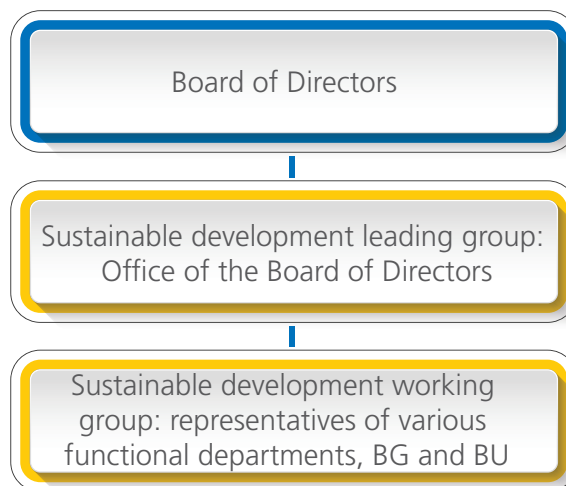 Board of Directors
Sustainable development leading group:
Office of the Board of Directors
Sustainable development working
group: representatives of various
functional departments, BG and BU